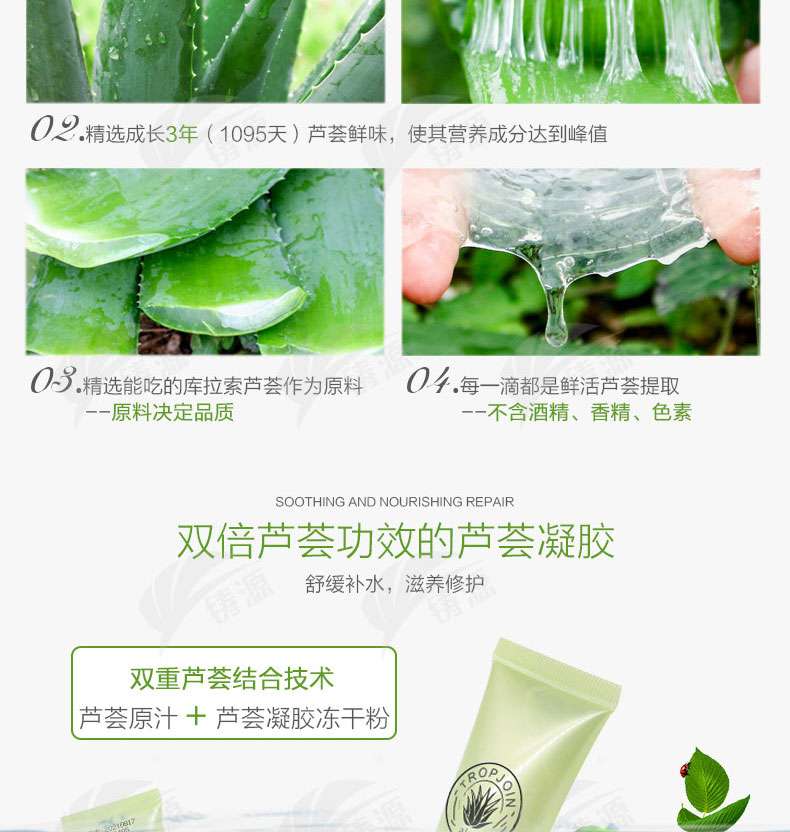 02.精选成长3年（1095天）芦荟鲜味，使其营养成分达到峰值
03.精选能吃的库拉索芦荟作为原料
--原料决定品质
04.每一滴都是鲜活芦荟提取
--不含酒精、香精、色素
SOOTHING AND NOURISHING REPAIR
双倍芦荟功效的芦荟凝胶
舒缓补水，滋养修护
双重芦荟结合技术
芦荟原汁+芦荟凝胶冻干粉
TROPJOIN
20210817
铸源
铸源